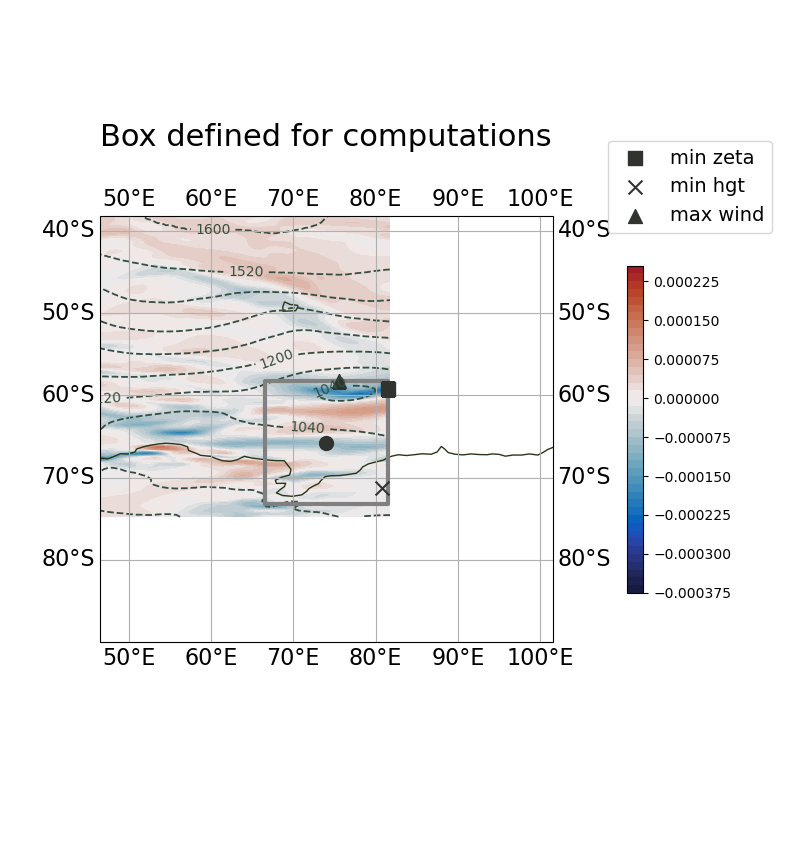 Box defined for computations
min zeta
min hgt
max wind
50°E 60°E 70°E 80°E 90°E 100°E
40°S 40°S
1600
1520
50°S 50°S
1200
60°S 60°S
20
1040
70°S 70°S
80°S 80°S
50°E 60°E 70°E 80°E 90°E 100°E
0.000225
0.000150
0.000075
0.000000
−0.000075
−0.000150
−0.000225
−0.000300
−0.000375